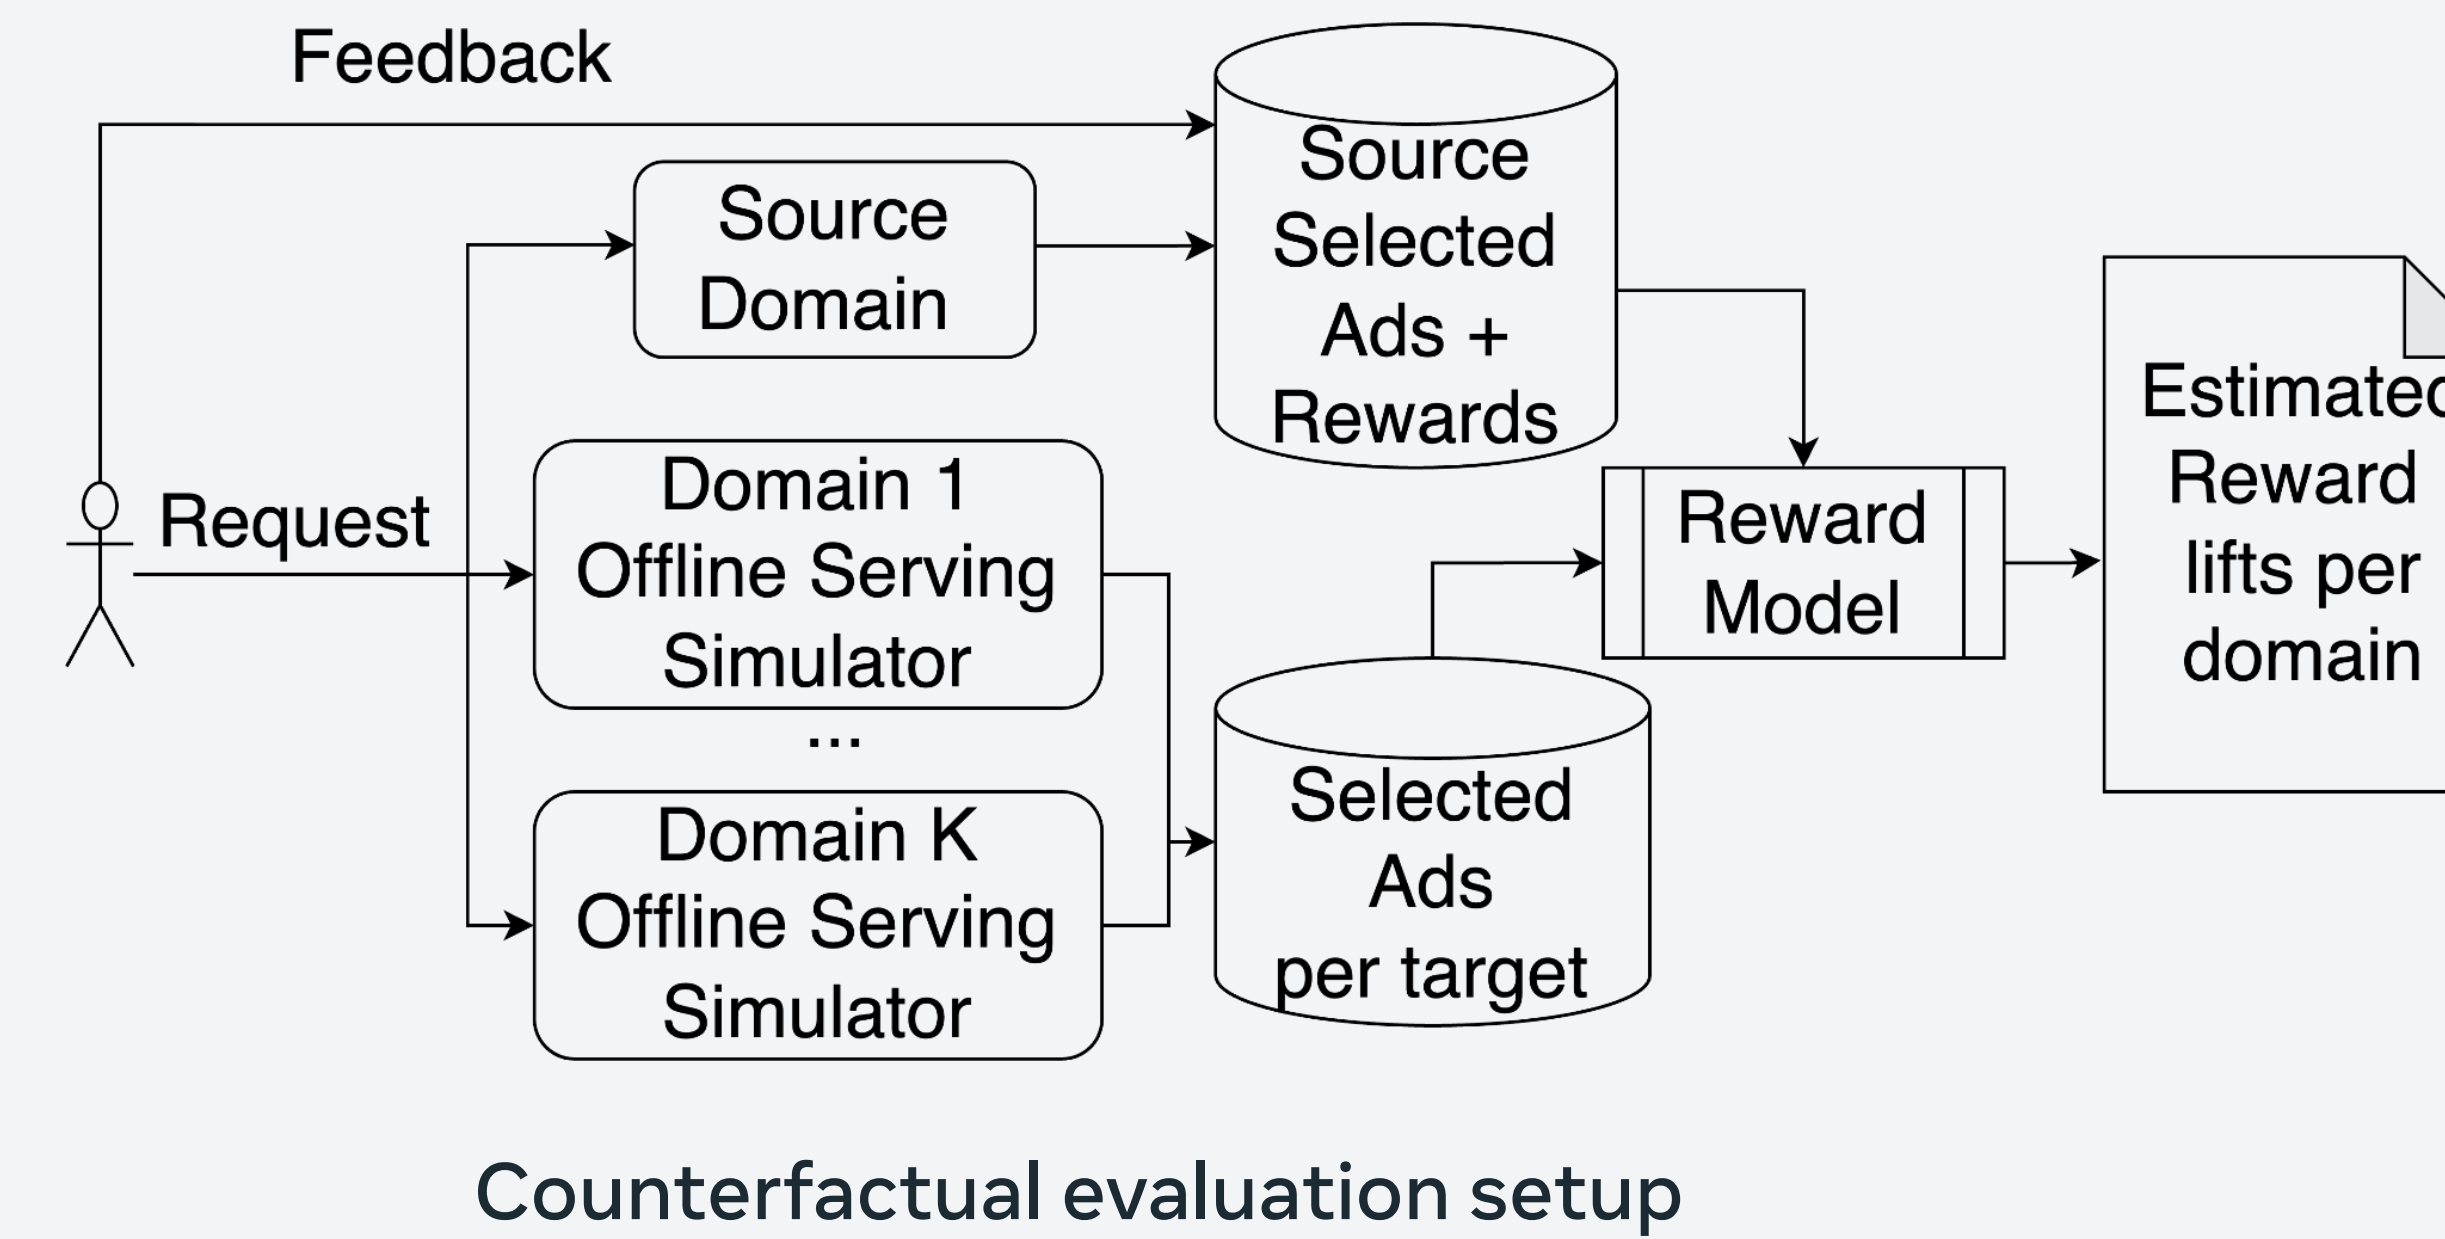 Feedback
Source
Domain
Source
Selected
Ads +
Rewards
Request
Domain 1
Offline Serving
Simulator
...
Domain K
Offline Serving
Simulator
Selected
Ads
per target
Reward
Model
Estimated
Reward
lifts per
domain
Counterfactual evaluation setup